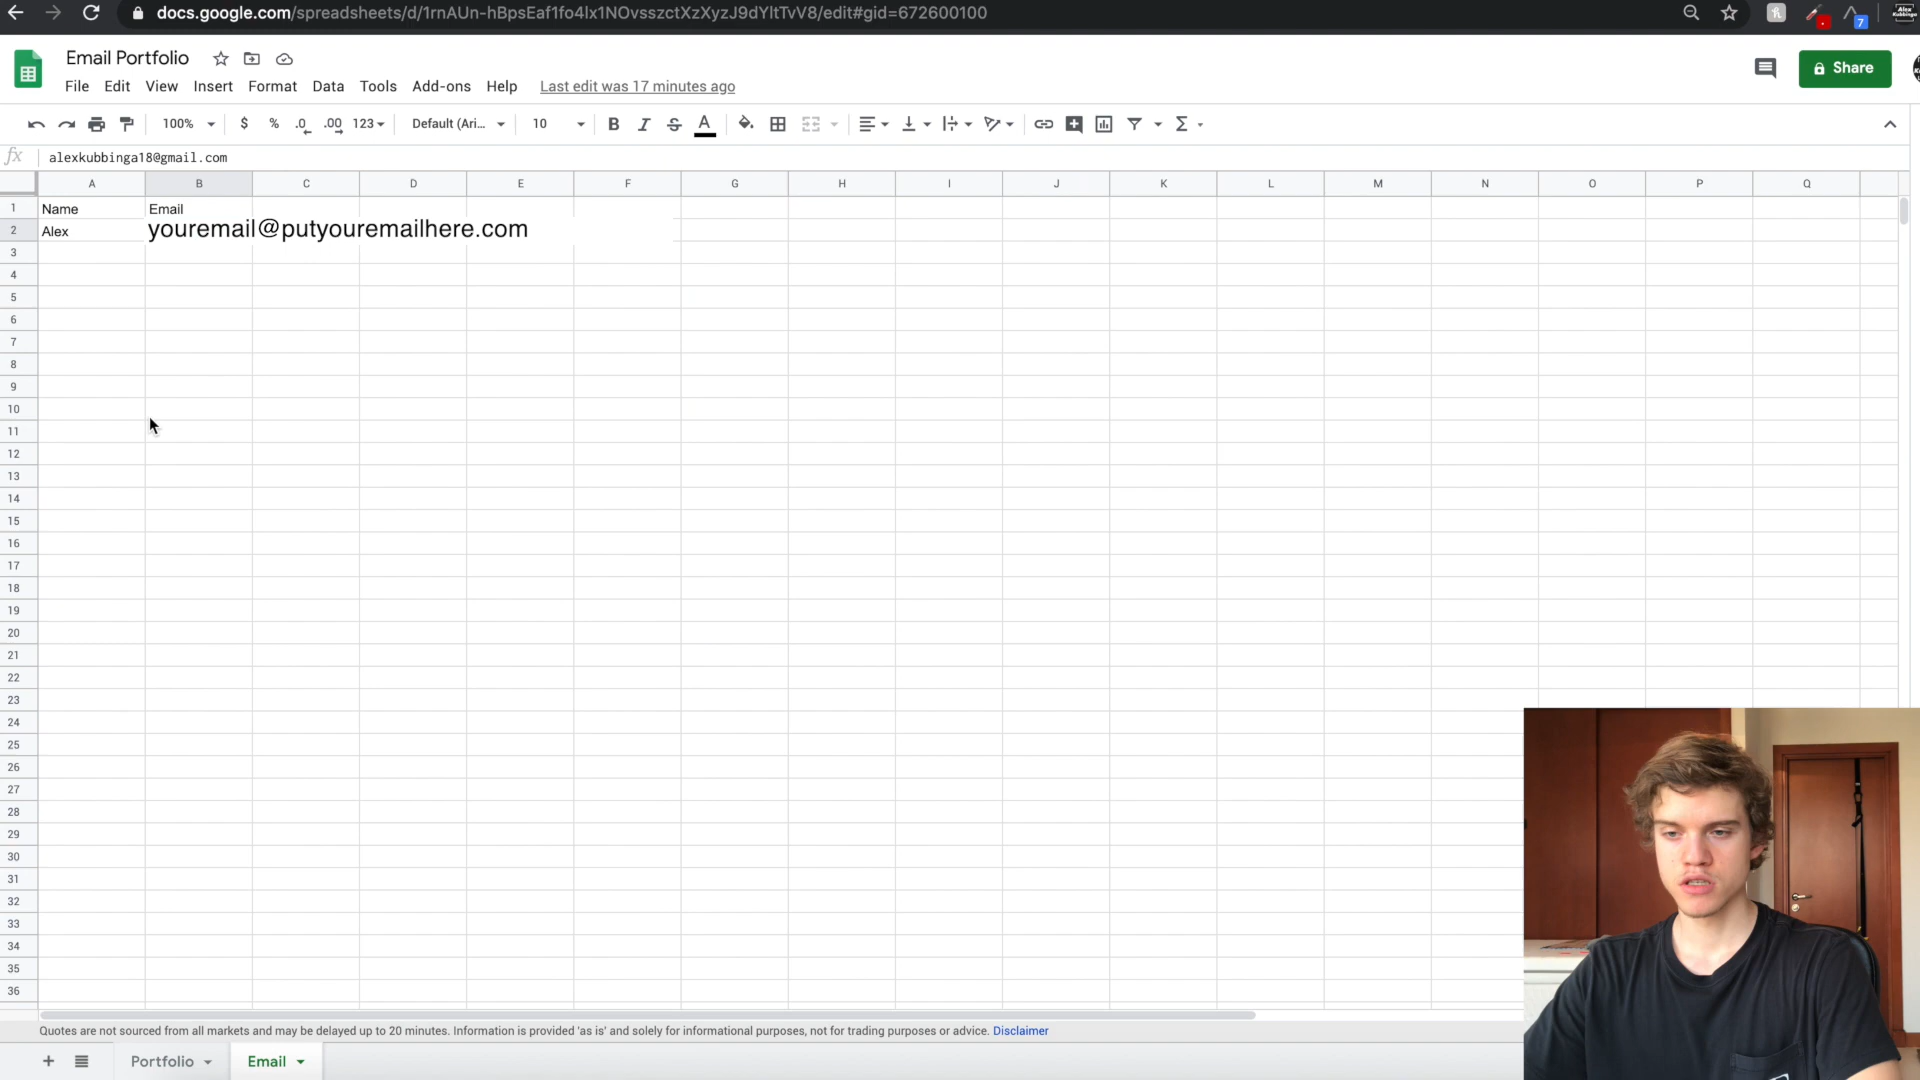 docs.google.com/spreadsheets/d/1rnAUn-hBpsEaf1fo4lx1NOvsszctXzXyzJ9dYltTvV8/edit#gid=672600100
7
Alex
Kubbinga
Email Portfolio
File Edit View Insert Format Data Tools Add-ons Help Last edit was 17 minutes ago
Share
100% $ % .0 .00 123 Default (Ari... 10 B I S A Σ
fx alexkubbinga18@gmail.com
A B C D E F G H I J K L M N O P Q
1 Name Email
2 Alex youremail@putyouremailhere.com
3
4
5
6
7
8
9
10
11
12
13
14
15
16
17
18
19
20
21
22
23
24
25
26
27
28
29
30
31
32
33
34
35
36
Quotes are not sourced from all markets and may be delayed up to 20 minutes. Information is provided 'as is' and solely for informational purposes, not for trading purposes or advice. Disclaimer
+ Portfolio Email